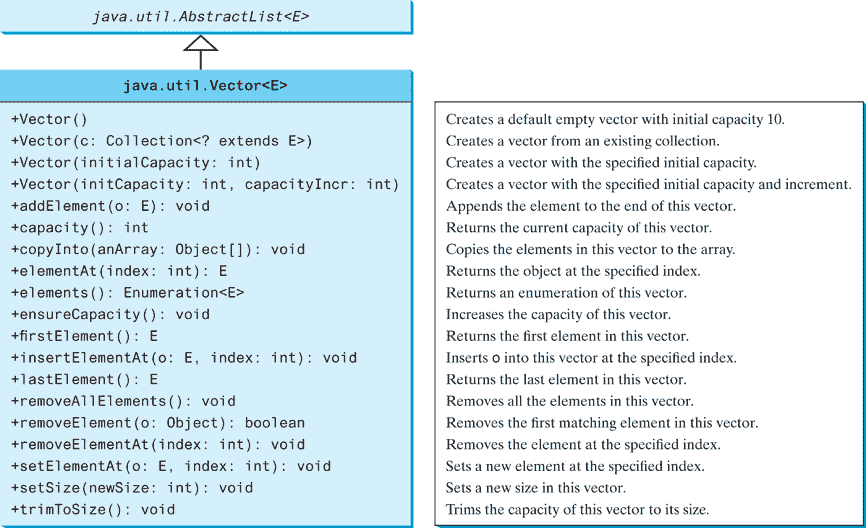 java.util.AbstractList<E>
java.util.Vector<E>
+Vector()
Creates a default empty vector with initial capacity 10.
+Vector(c: Collection<? extends E>)
Creates a vector from an existing collection.
+Vector(initialCapacity: int)
Creates a vector with the specified initial capacity.
+Vector(initCapacity: int, capacityIncr: int)
Creates a vector with the specified initial capacity and increment.
+addElement(o: E): void
Appends the element to the end of this vector.
+capacity(): int
Returns the current capacity of this vector.
+copyInto(anArray: Object[]): void
Copies the elements in this vector to the array.
+elementAt(index: int): E
Returns the object at the specified index.
+elements(): Enumeration<E>
Returns an enumeration of this vector.
+ensureCapacity(): void
Increases the capacity of this vector.
+firstElement(): E
Returns the first element in this vector.
+insertElementAt(o: E, index: int): void
Inserts o into this vector at the specified index.
+lastElement(): E
Returns the last element in this vector.
+removeAllElements(): void
Removes all the elements in this vector.
+removeElement(o: Object): boolean
Removes the first matching element in this vector.
+removeElementAt(index: int): void
Removes the element at the specified index.
+setElementAt(o: E, index: int): void
Sets a new element at the specified index.
+setSize(newSize: int): void
Sets a new size in this vector.
+trimToSize(): void
Trims the capacity of this vector to its size.